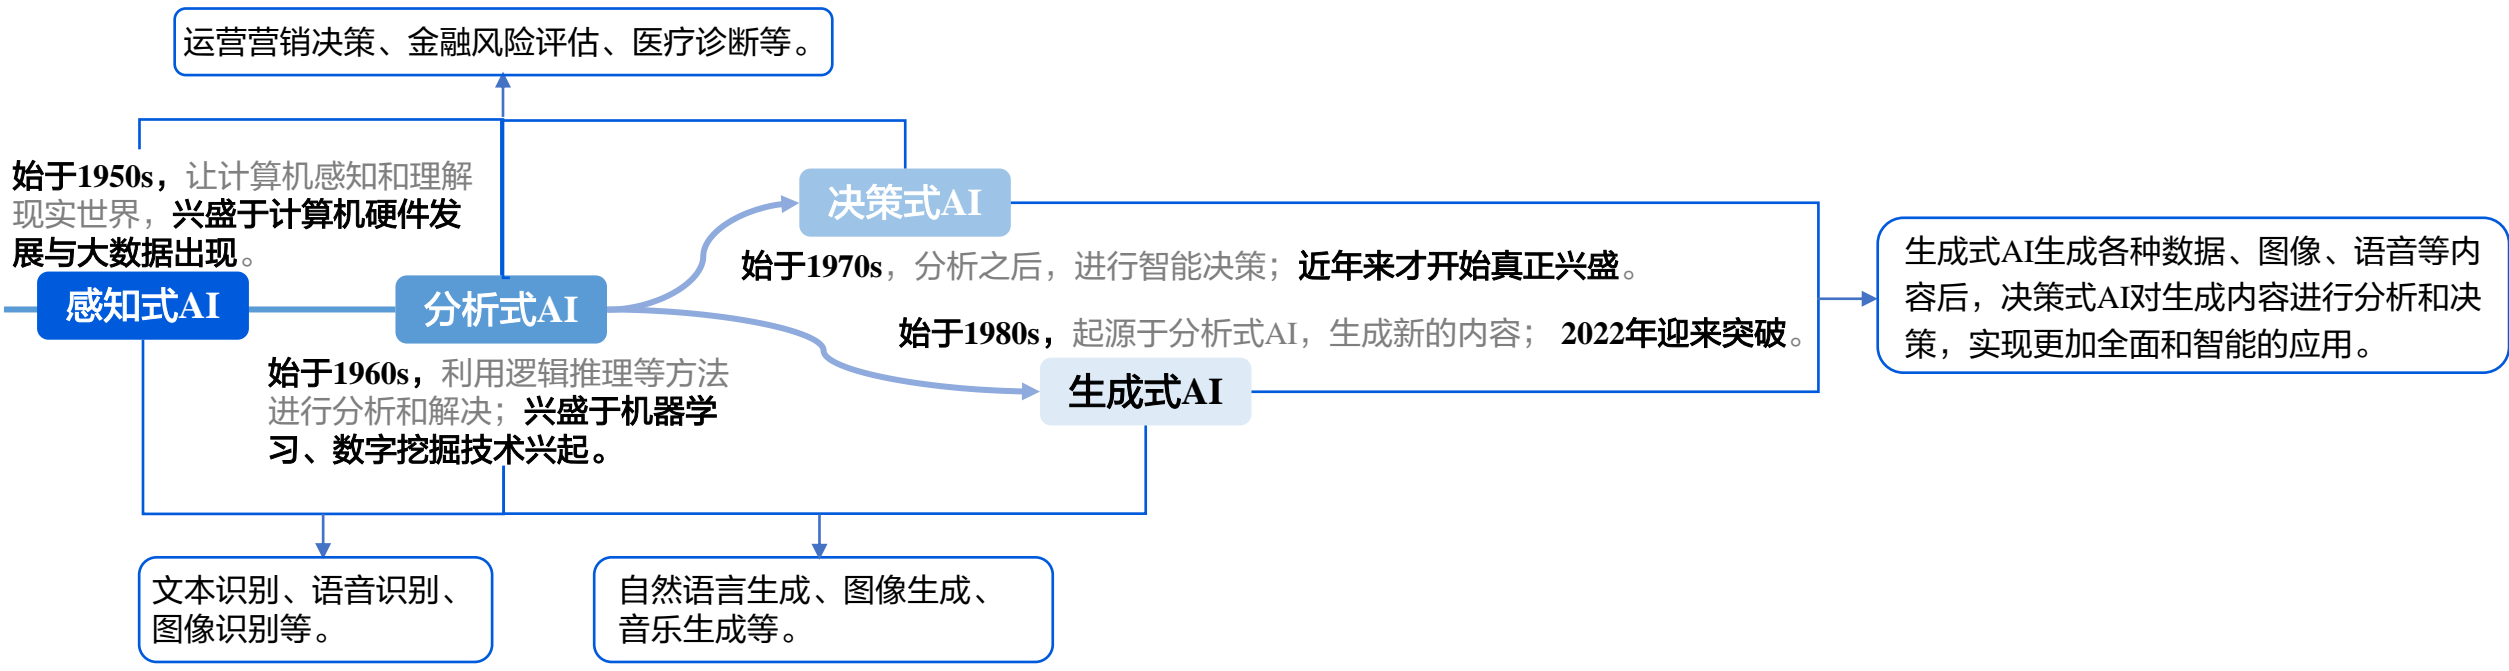 运营营销决策、金融风险评估、医疗诊断等。
始于1950s，让计算机感知和理解
现实世界，兴盛于计算机硬件发
展与大数据出现。
感知式AI
分析式AI
始于1960s，利用逻辑推理等方法
进行分析和解决；兴盛于机器学
习、数字挖掘技术兴起。
决策式AI
始于1970s，分析之后，进行智能决策；近年来才开始真正兴盛。
始于1980s，起源于分析式AI，生成新的内容； 2022年迎来突破。
生成式AI
生成式AI生成各种数据、图像、语音等内
容后，决策式AI对生成内容进行分析和决
策，实现更加全面和智能的应用。
文本识别、语音识别、
图像识别等。
自然语言生成、图像生成、
音乐生成等。